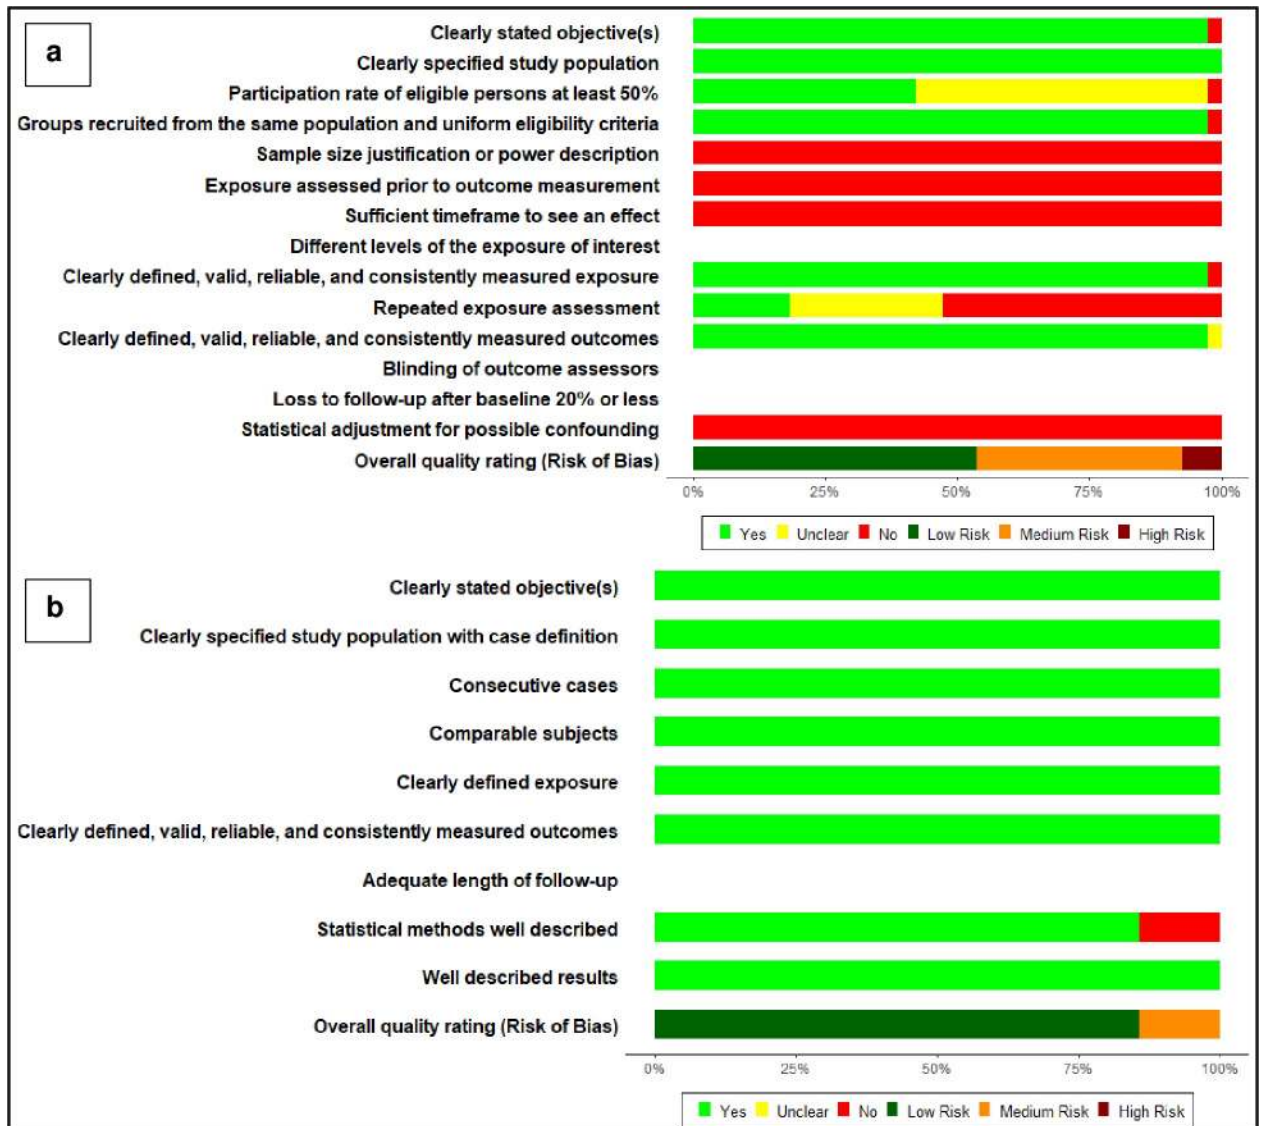 a
Clearly stated objective(s)
Clearly specified study population
Participation rate of eligible persons at least 50%
Groups recruited from the same population and uniform eligibility criteria
Sample size justification or power description
Exposure assessed prior to outcome measurement
Sufficient timeframe to see an effect
Different levels of the exposure of interest
Clearly defined, valid, reliable, and consistently measured exposure
Repeated exposure assessment
Clearly defined, valid, reliable, and consistently measured outcomes
Blinding of outcome assessors
Loss to follow-up after baseline 20% or less
Statistical adjustment for possible confounding
Overall quality rating (Risk of Bias)
0% 25% 50% 75% 100%
Yes Unclear No Low Risk Medium Risk High Risk
b
Clearly stated objective(s)
Clearly specified study population with case definition
Consecutive cases
Comparable subjects
Clearly defined exposure
Clearly defined, valid, reliable, and consistently measured outcomes
Adequate length of follow-up
Statistical methods well described
Well described results
Overall quality rating (Risk of Bias)
0% 25% 50% 75% 100%
Yes Unclear No Low Risk Medium Risk High Risk